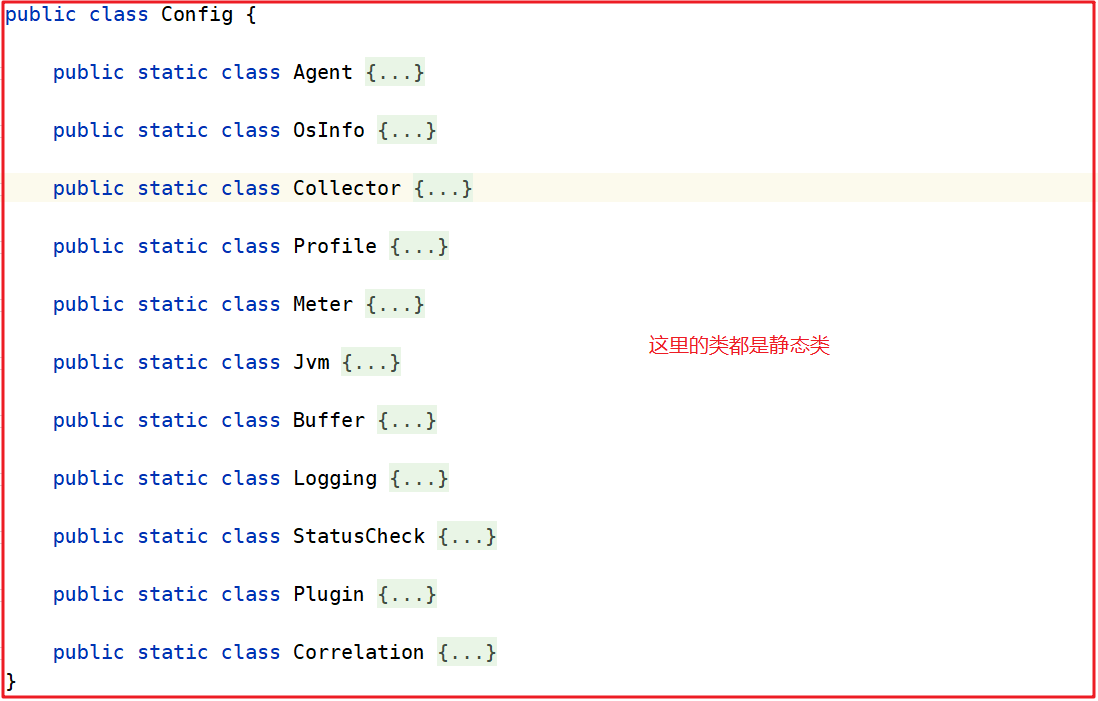 public class Config {
public static class Agent {...}
public static class OsInfo {...}
public static class Collector {...}
public static class Profile {...}
public static class Meter {...}
这里的类都是静态类
public static class Jvm {...}
public static class Buffer {...}
public static class Logging {...}
public static class StatusCheck {...}
public static class Plugin {...}
public static class Correlation {...}
}